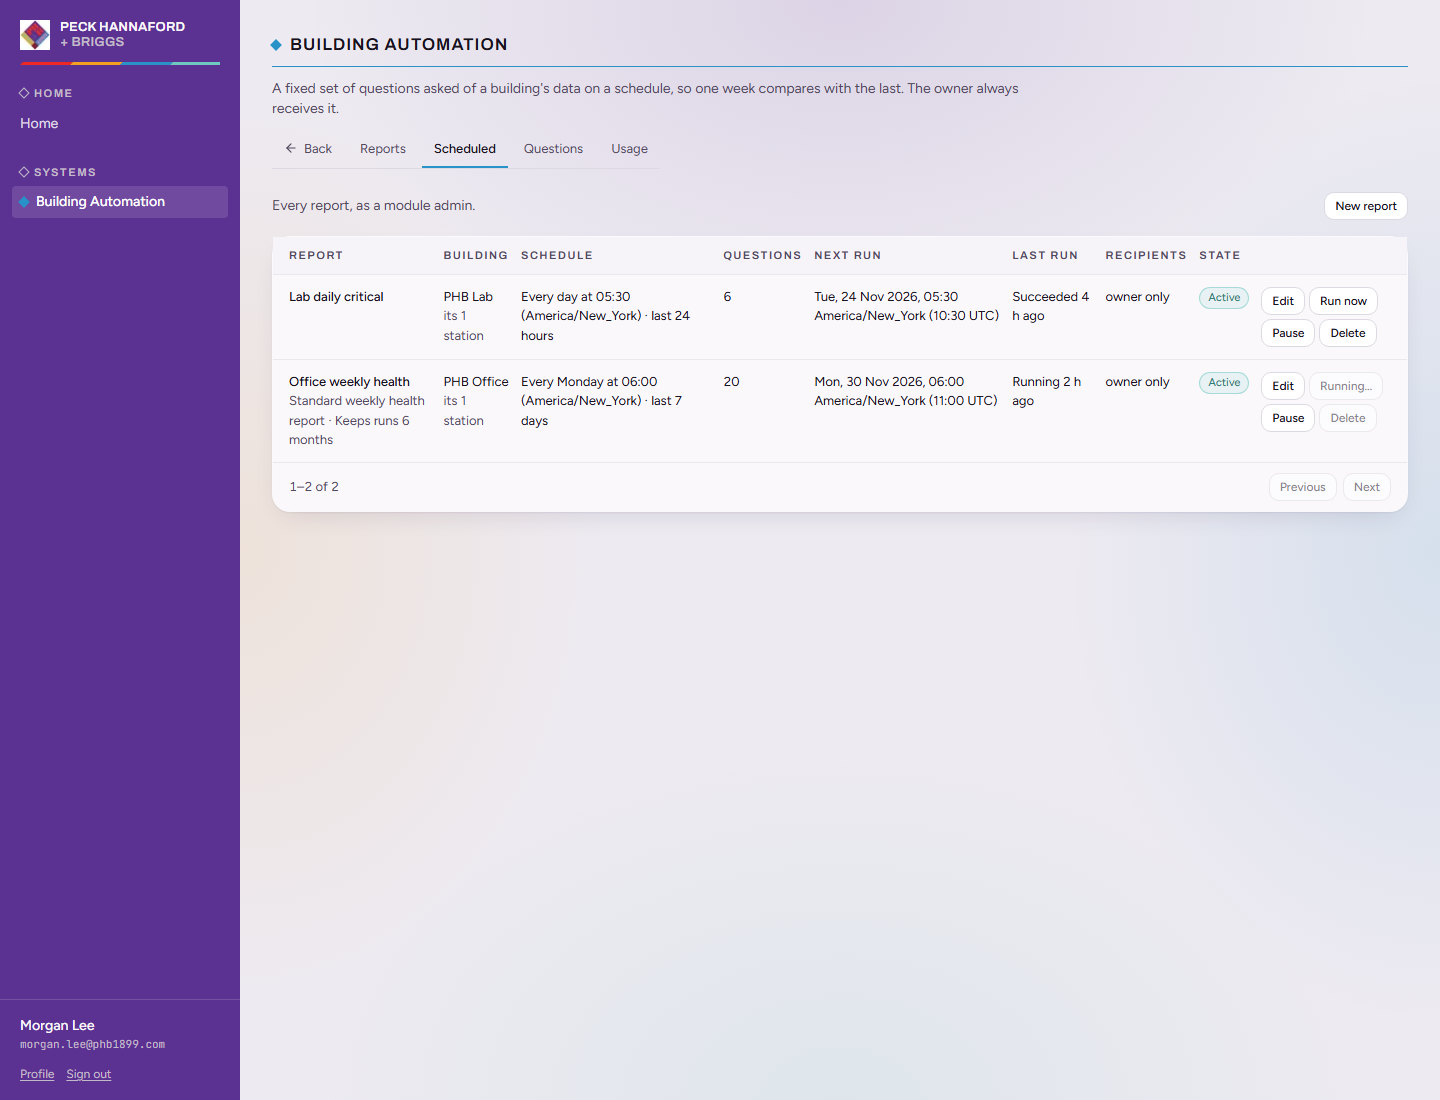 PECK HANNAFORD
+ BRIGGS
HOME
Home
SYSTEMS
Building Automation
BUILDING AUTOMATION
A fixed set of questions asked of a building's data on a schedule, so one week compares with the last. The owner always
receives it.
← Back Reports Scheduled Questions Usage
Every report, as a module admin.
New report
REPORT BUILDING SCHEDULE QUESTIONS NEXT RUN LAST RUN RECIPIENTS STATE
Lab daily critical PHB Lab Every day at 05:30 6 Tue, 24 Nov 2026, 05:30 Succeeded 4 owner only Active Edit Run now
its 1 (America/New_York) · last 24 America/New_York (10:30 UTC) h ago
station hours Pause Delete
Office weekly health PHB Office Every Monday at 06:00 20 Mon, 30 Nov 2026, 06:00 Running 2 h owner only Active Edit Running...
Standard weekly health its 1 (America/New_York) · last 7 America/New_York (11:00 UTC) ago
report · Keeps runs 6 station days Pause Delete
months
1–2 of 2 Previous Next
Morgan Lee
morgan.lee@phb1899.com
Profile Sign out